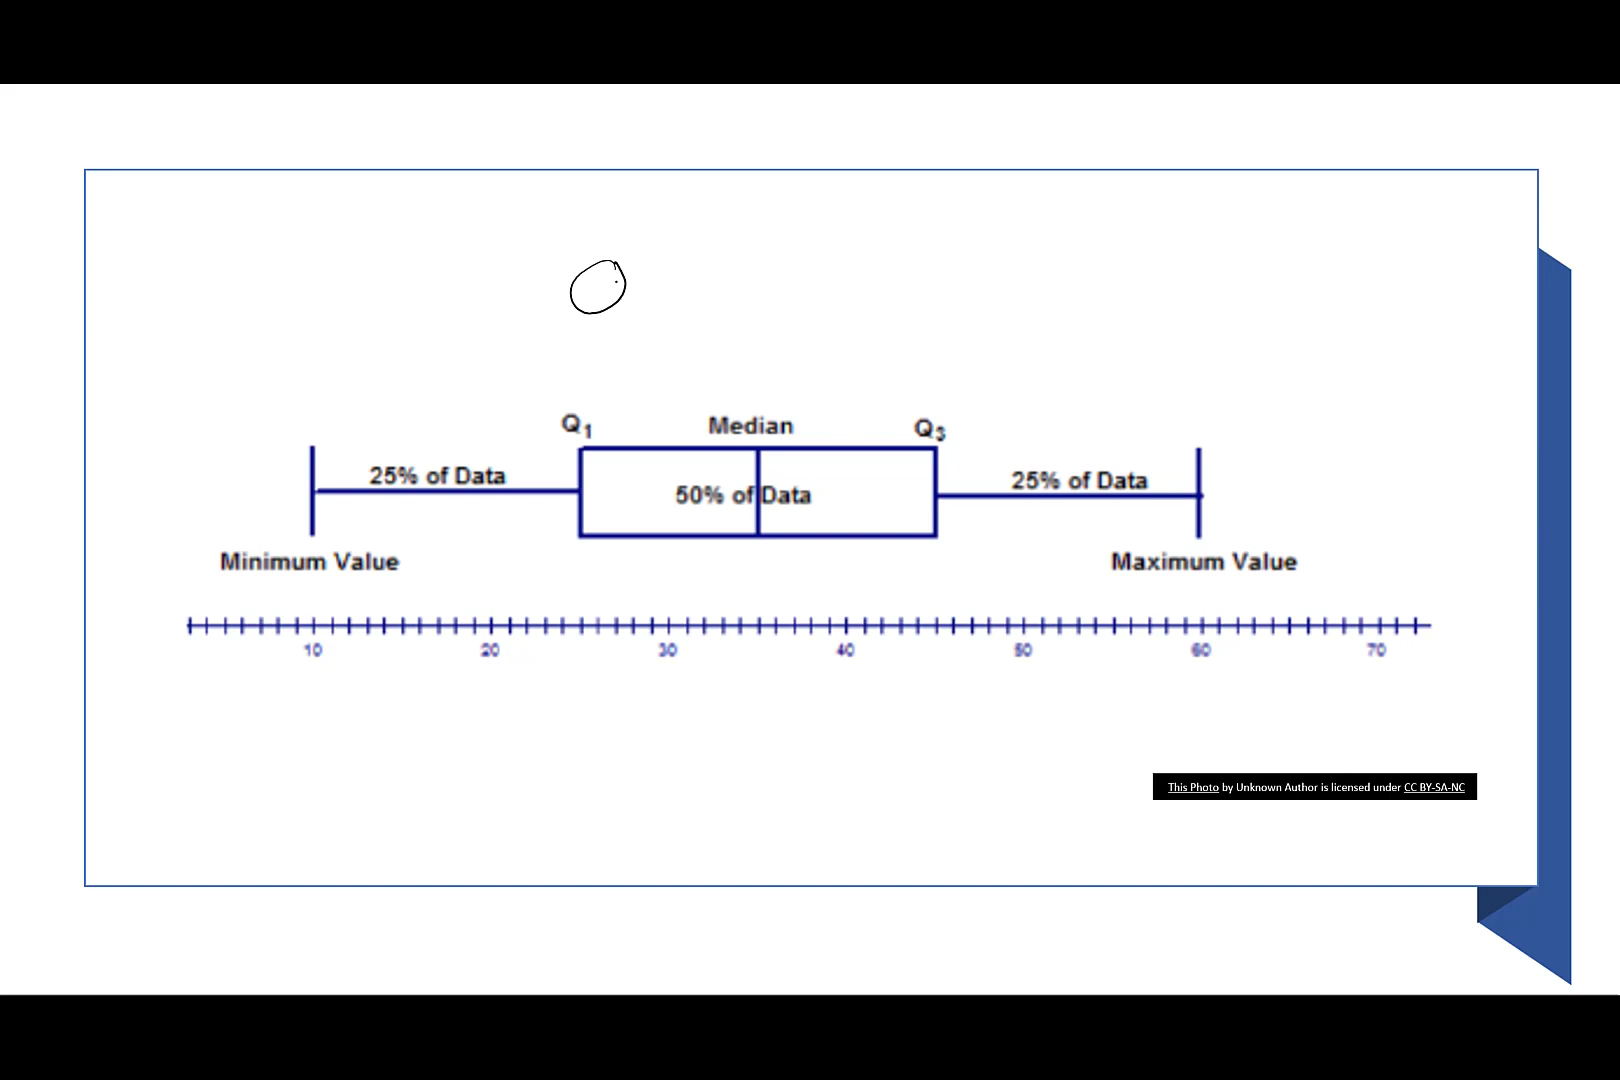 Q1 Median Q3
25% of Data 50% of Data 25% of Data
Minimum Value Maximum Value
10 20 30 40 50 60 70
This Photo by Unknown Author is licensed under CC BY-SA-NC